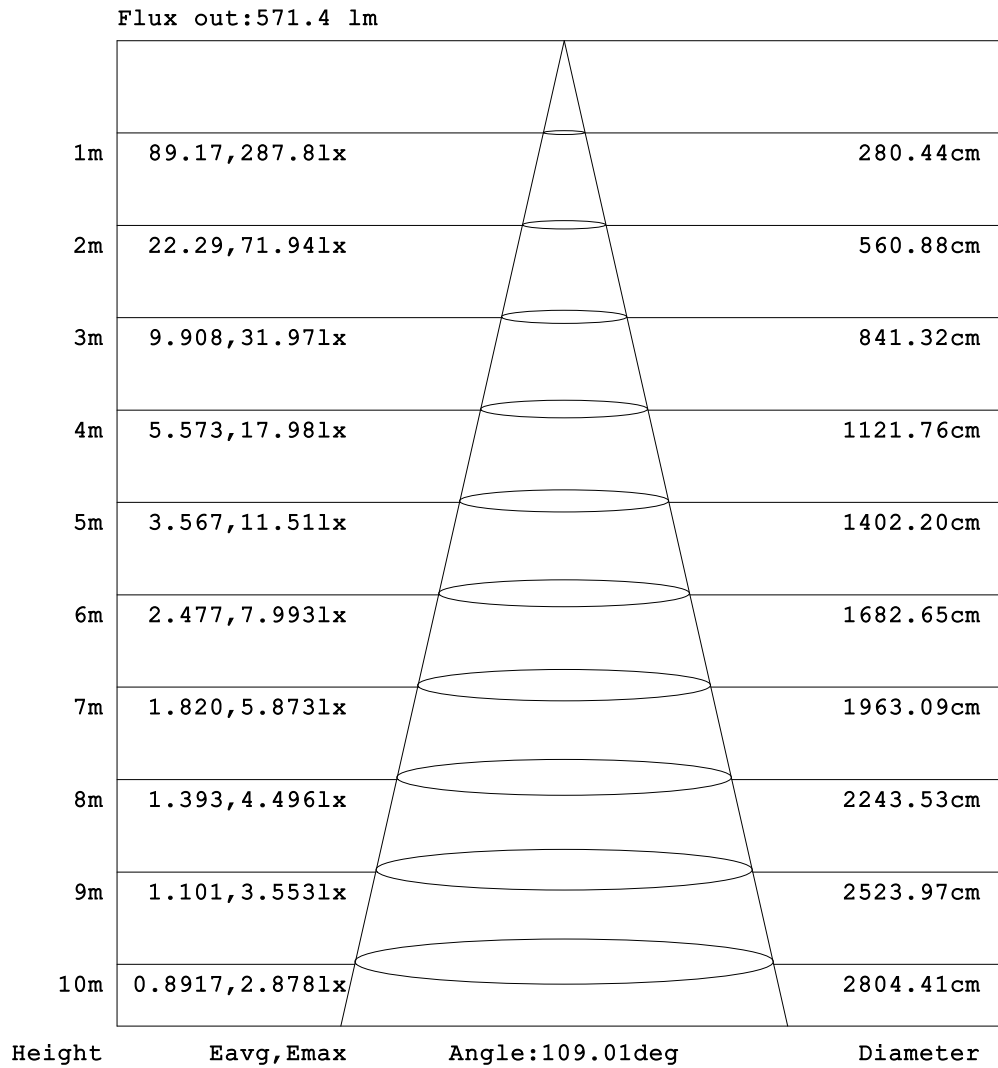 Flux out:571.4 lm
1m 89.17,287.8lx 280.44cm
2m 22.29,71.94lx 560.88cm
3m 9.908,31.97lx 841.32cm
4m 5.573,17.98lx 1121.76cm
5m 3.567,11.51lx 1402.20cm
6m 2.477,7.993lx 1682.65cm
7m 1.820,5.873lx 1963.09cm
8m 1.393,4.496lx 2243.53cm
9m 1.101,3.553lx 2523.97cm
10m 0.8917,2.878lx 2804.41cm
Height Eavg,Emax Angle:109.01deg Diameter